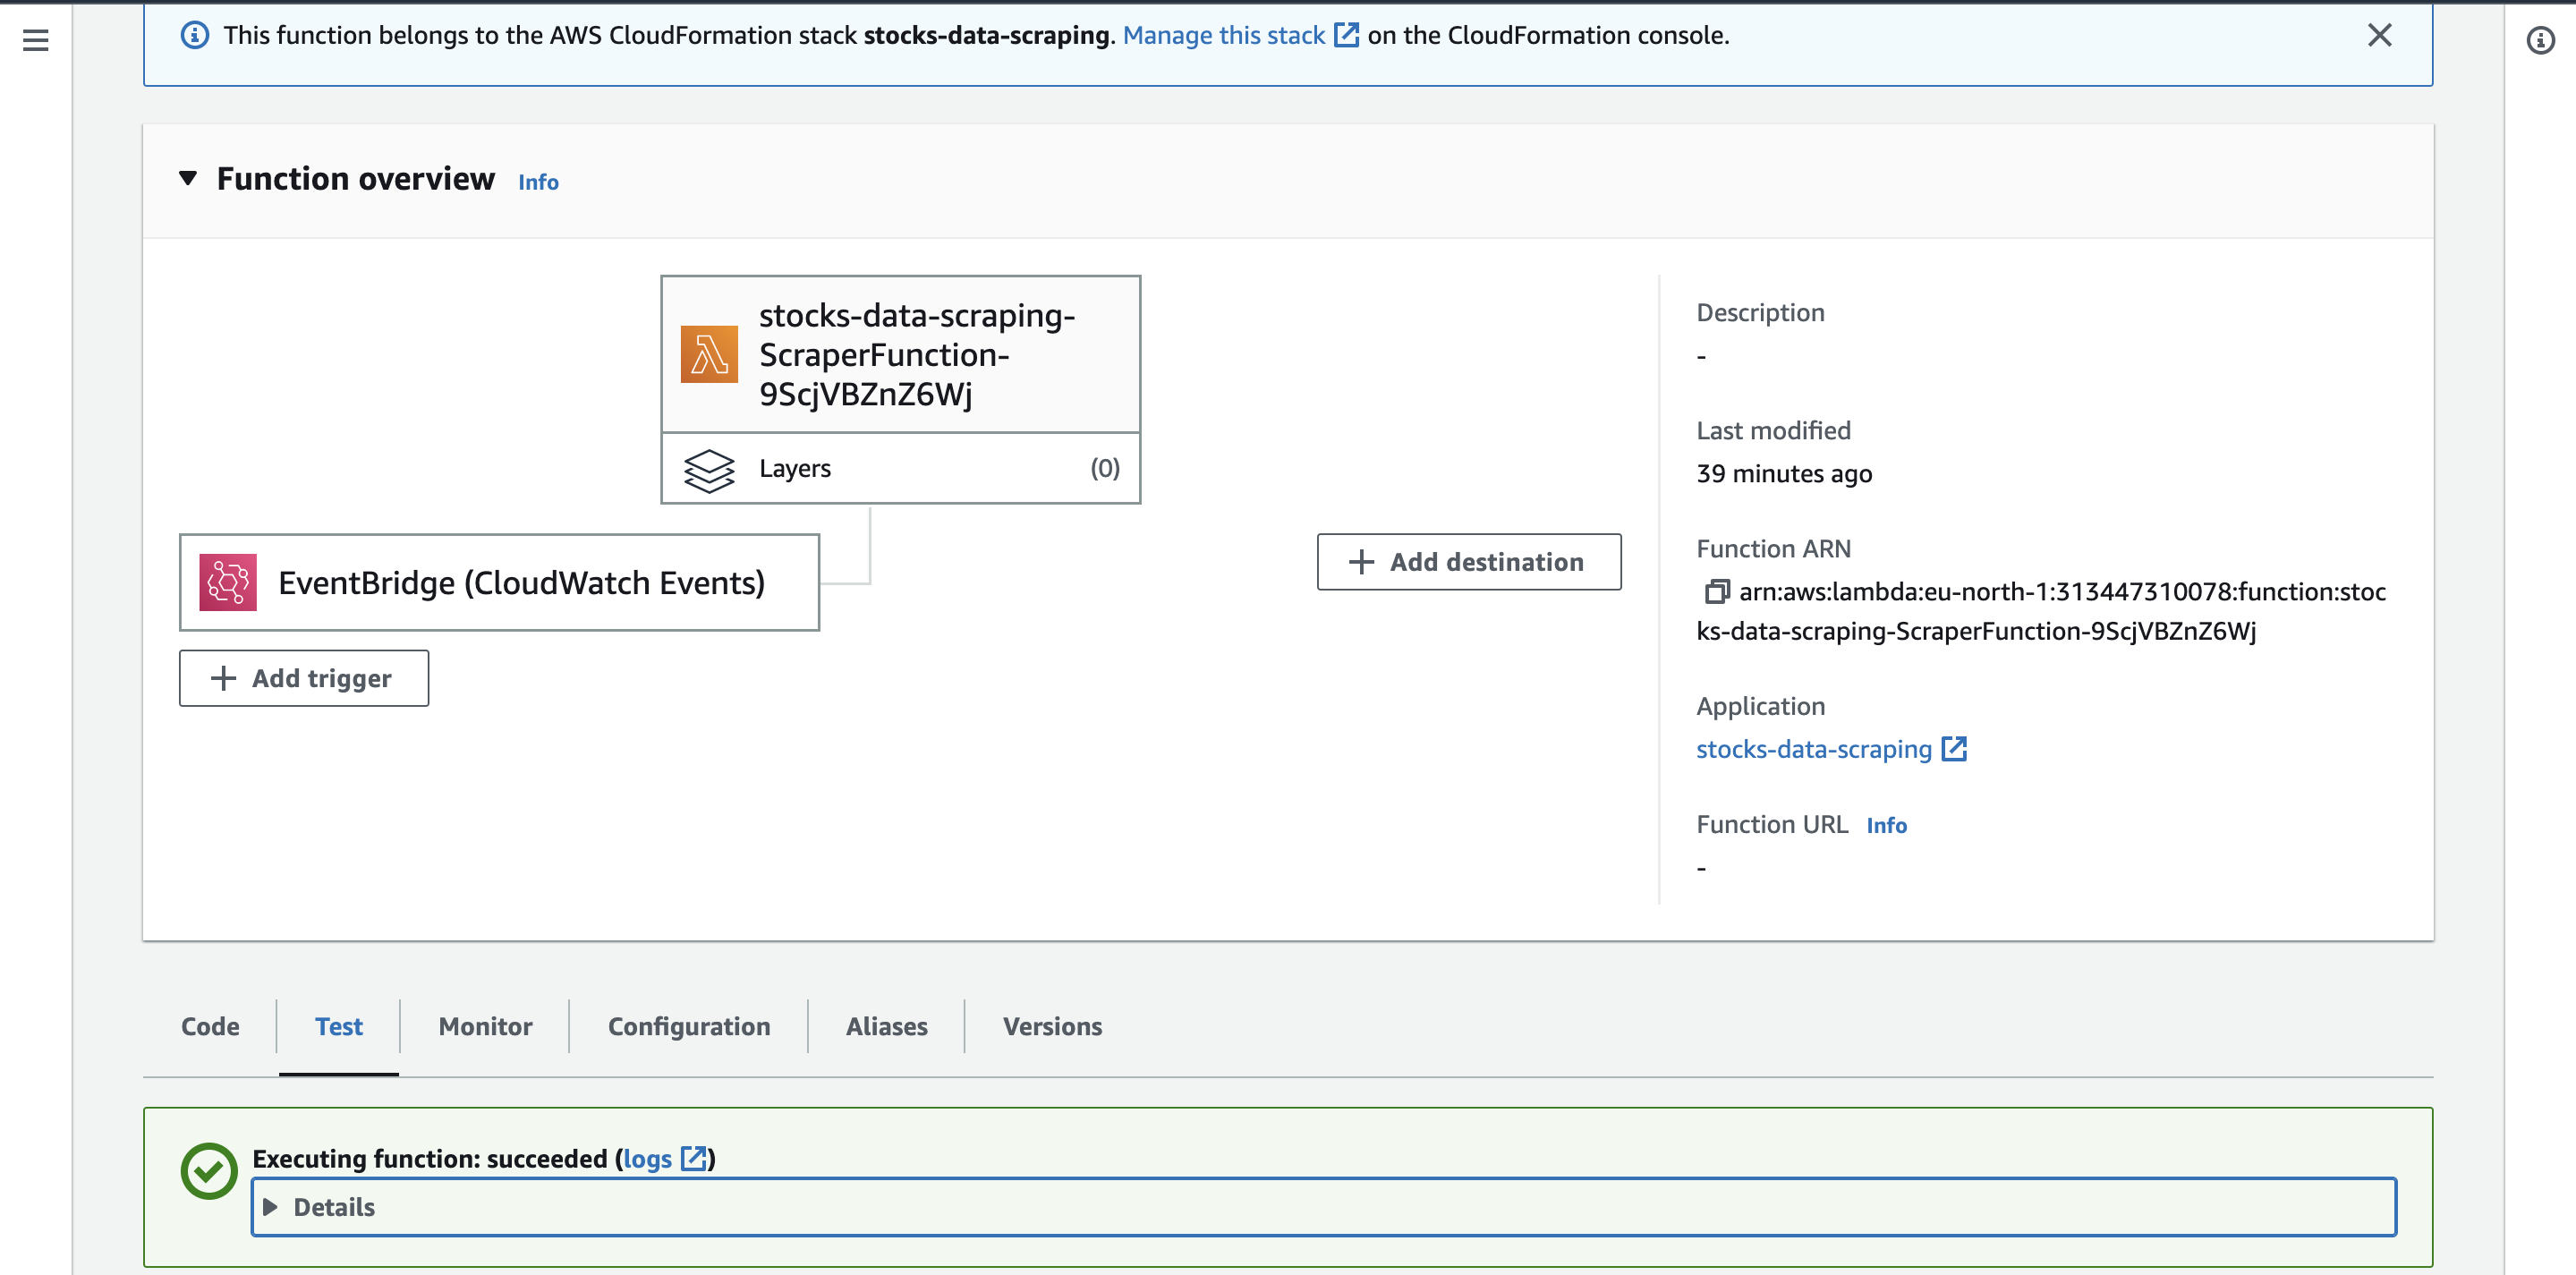 This function belongs to the AWS CloudFormation stack stocks-data-scraping. Manage this stack on the CloudFormation console.
Function overview Info
stocks-data-scraping-
ScraperFunction-
9ScjVBZnZ6Wj
Layers (0)
EventBridge (CloudWatch Events)
Add trigger
Add destination
Description
-
Last modified
39 minutes ago
Function ARN
arn:aws:lambda:eu-north-1:313447310078:function:stoc
ks-data-scraping-ScraperFunction-9ScjVBZnZ6Wj
Application
stocks-data-scraping
Function URL Info
-
Code Test Monitor Configuration Aliases Versions
Executing function: succeeded (logs)
Details